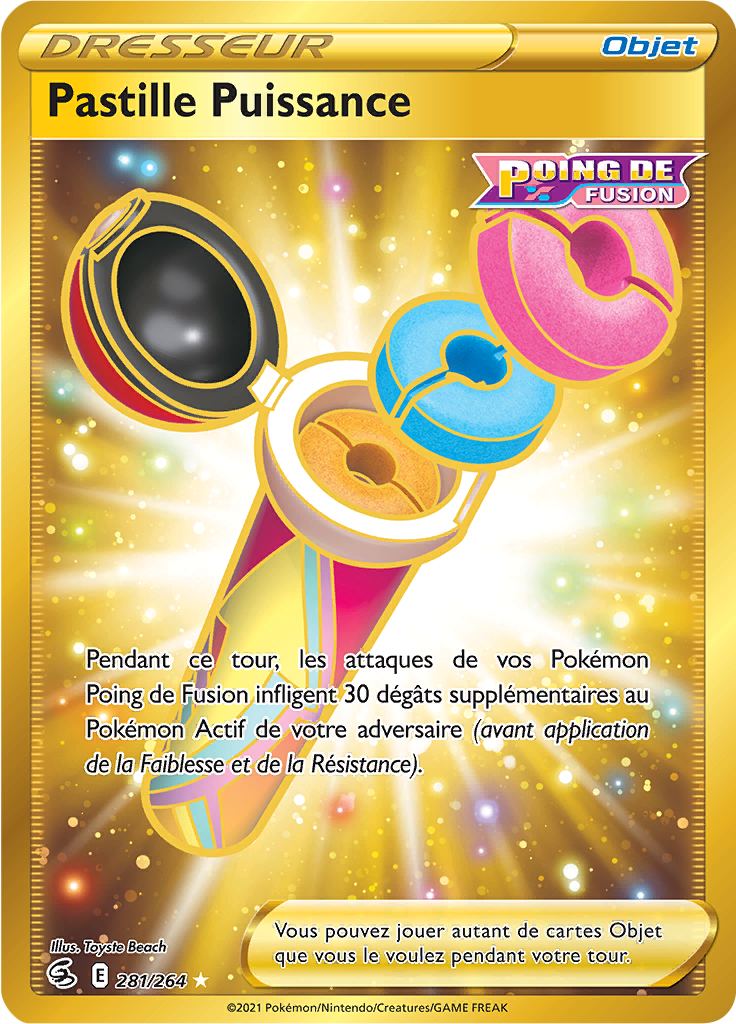 DRESSEUR
Objet
Pastille Puissance
POING DE
FUSION
Pendant ce tour, les attaques de vos Pokémon
Poing de Fusion infligent 30 dégâts supplémentaires au
Pokémon Actif de votre adversaire (avant application
de la Faiblesse et de la Résistance).
Vous pouvez jouer autant de cartes Objet
que vous le voulez pendant votre tour.
Illus. Toyste Beach
E 281/264 ★
©2021 Pokémon/Nintendo/Creatures/GAME FREAK